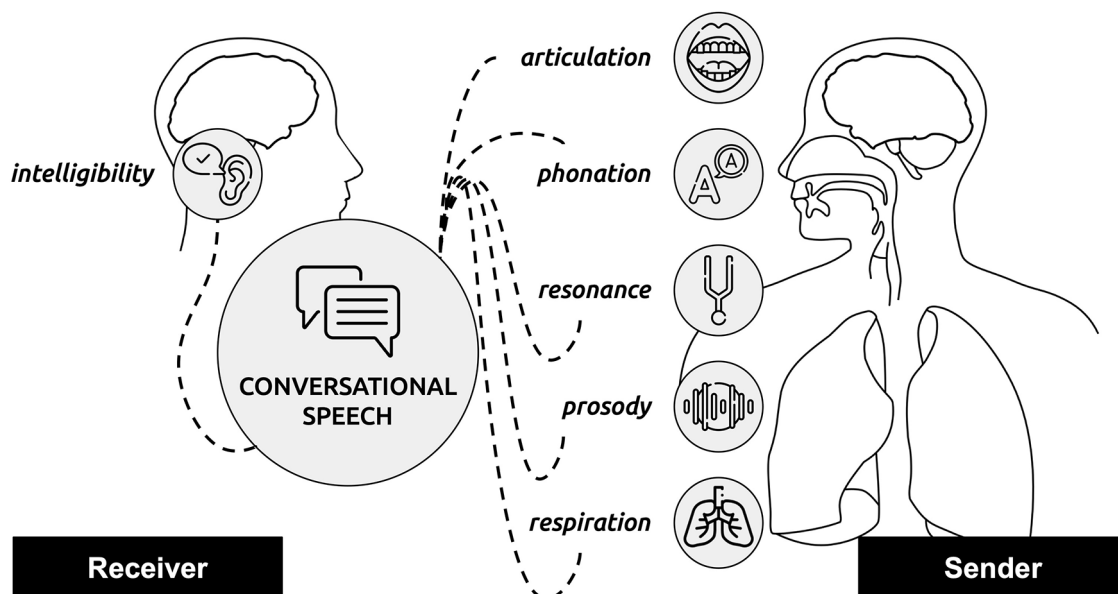 articulation
intelligibility
phonation
A
A
resonance
CONVERSATIONAL
SPEECH
prosody
respiration
Receiver
Sender